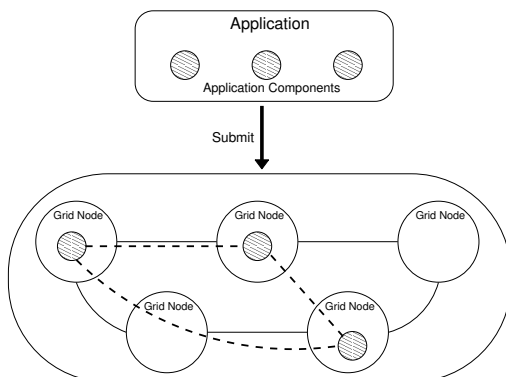 Application
Application Components
Submit
Grid Node
Grid Node
Grid Node
Grid Node
Grid Node